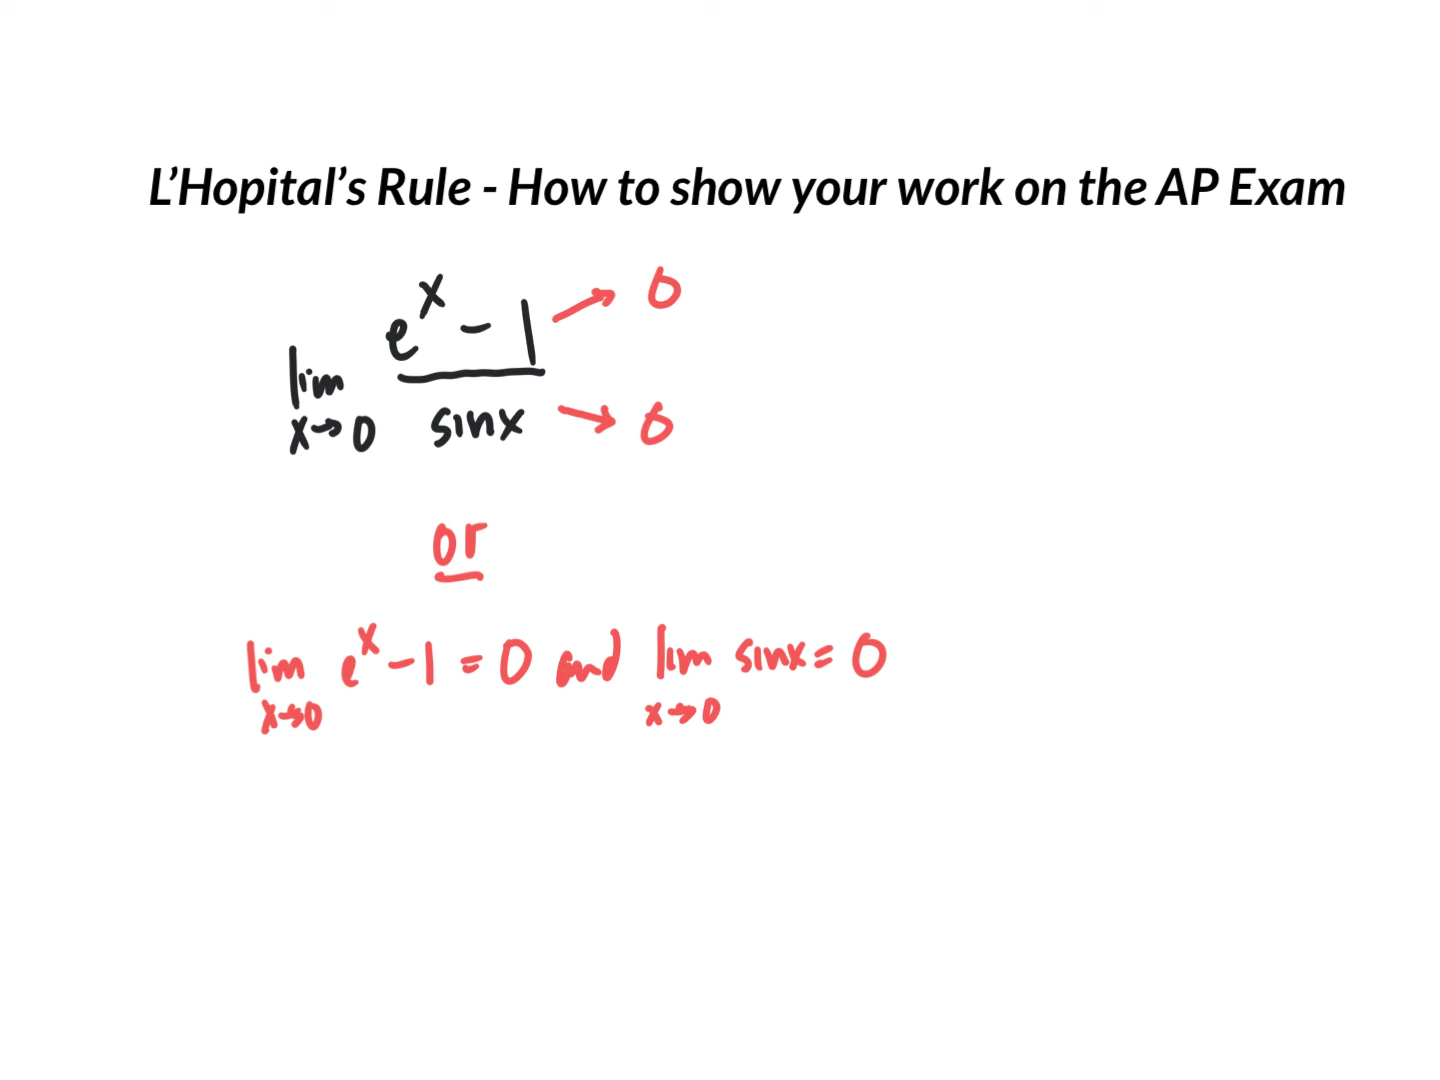 L'Hopital's Rule - How to show your work on the AP Exam
lim x→0 (e^x - 1)/(sinx) → 0 → 0
or
lim x→0 e^x - 1 = 0 and lim x→0 sinx = 0